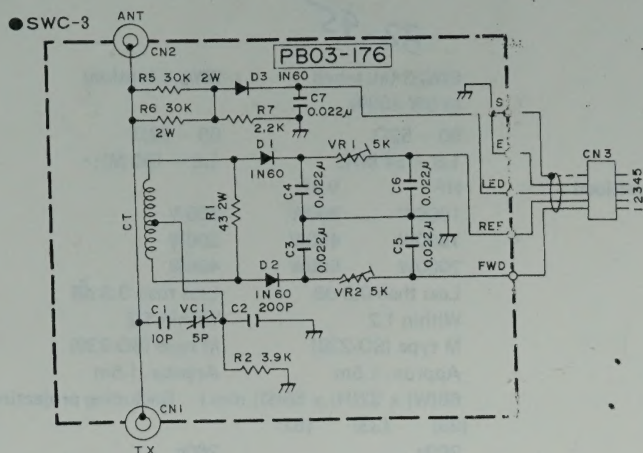 ●SWC-3
ANT
CN2
PB03-176
R5 30K 2W
D3 1N60
R6 30K
2W
R7
2.2K
C7
0.022μ
S
E
LED
REF
FWD
CN3
12345
D1
1N60
VR1 5K
CT
R1
43 2W
C4
0.022μ
C6
0.022μ
C3
0.022μ
C5
0.022μ
D2
1N60
VR2 5K
C1
10P
VC1
5P
C2 200P
R2 3.9K
CN1
TX